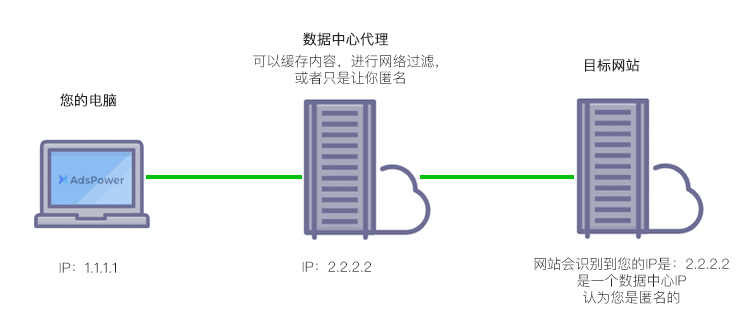 数据中心代理
可以缓存内容，进行网络过滤，
或者只是让你匿名
目标网站
您的电脑
AdsPower
IP：1.1.1.1
IP：2.2.2.2
网站会识别到您的IP是：2.2.2.2
是一个数据中心IP
认为您是匿名的